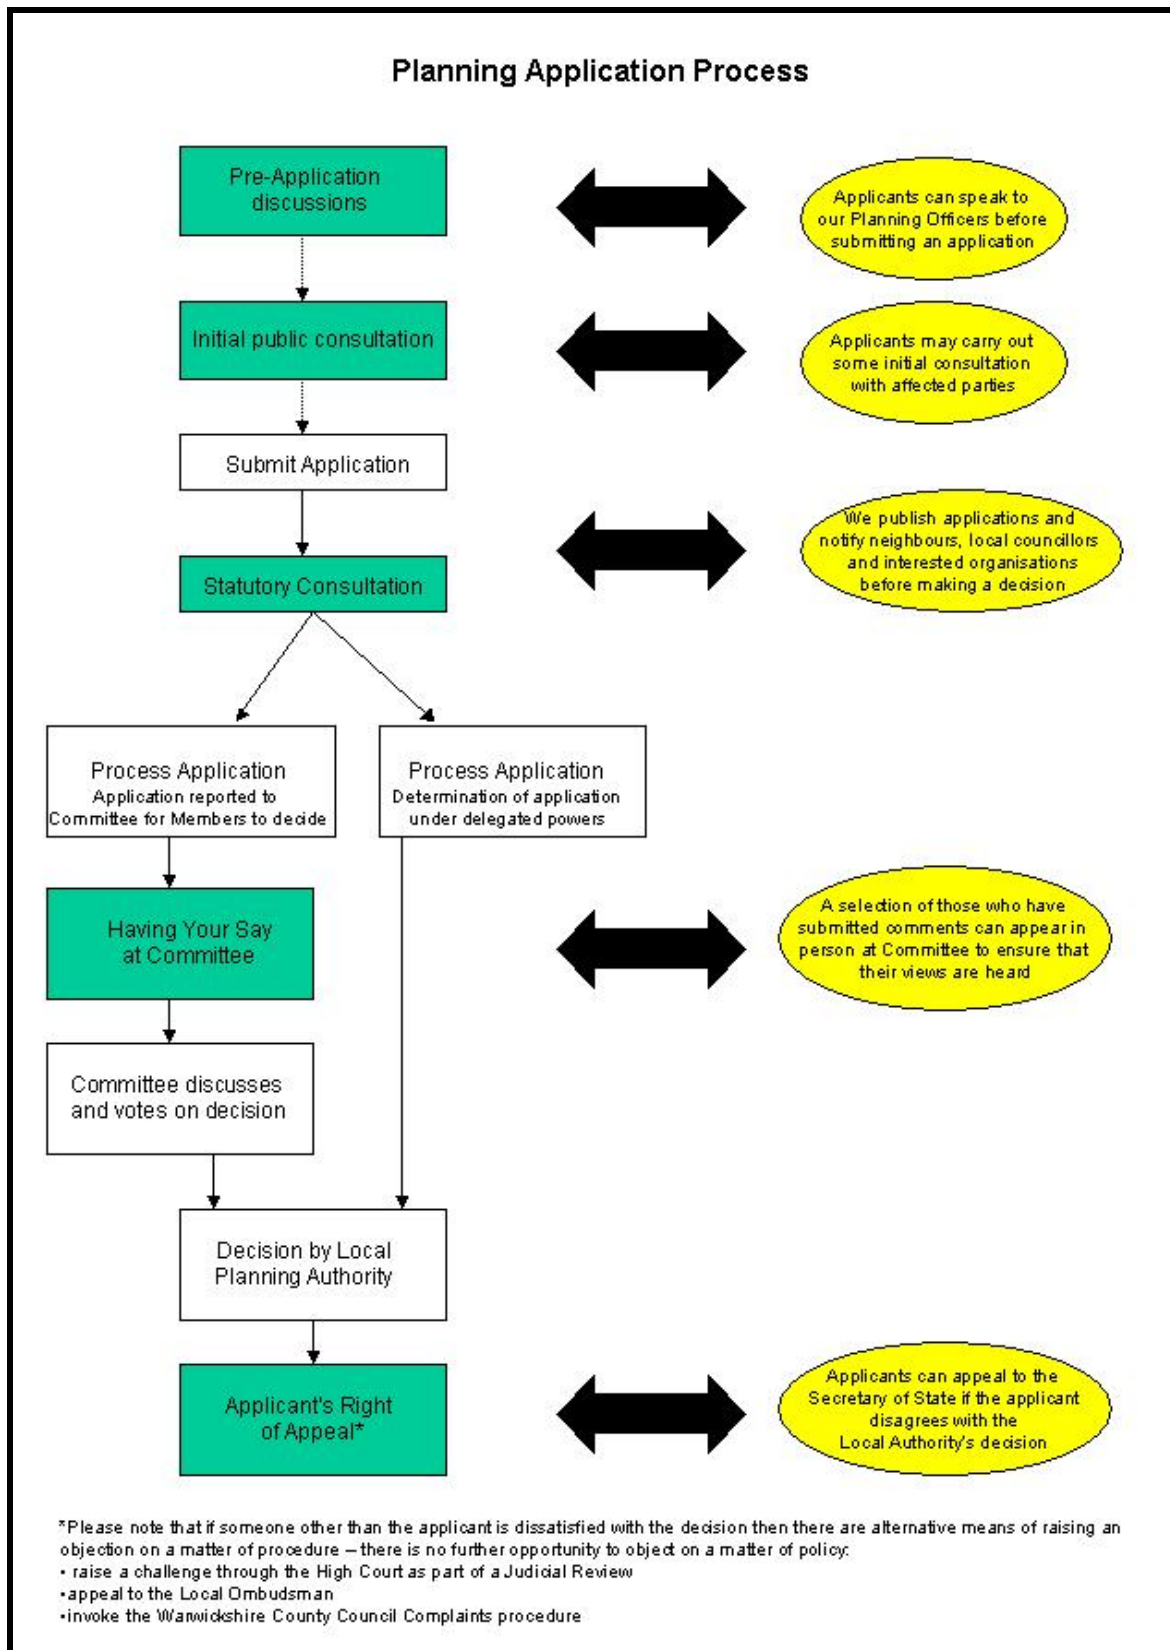 Planning Application Process
Pre-Application
discussions
Applicants can speak to
our Planning Officers before
submitting an application
Initial public consultation
Applicants may carry out
some initial consultation
with affected parties
Submit Application
Statutory Consultation
We publish applications and
notify neighbours, local councillors
and interested organisations
before making a decision
Process Application
Application reported to
Committee for Members to decide
Process Application
Determination of application
under delegated powers
Having Your Say
at Committee
A selection of those who have
submitted comments can appear in
person at Committee to ensure that
their views are heard
Committee discusses
and votes on decision
Decision by Local
Planning Authority
Applicant's Right
of Appeal*
Applicants can appeal to the
Secretary of State if the applicant
disagrees with the
Local Authority's decision
*Please note that if someone other than the applicant is dissatisfied with the decision then there are alternative means of raising an
objection on a matter of procedure – there is no further opportunity to object on a matter of policy:
• raise a challenge through the High Court as part of a Judicial Review
•appeal to the Local Ombudsman
•invoke the Warwickshire County Council Complaints procedure